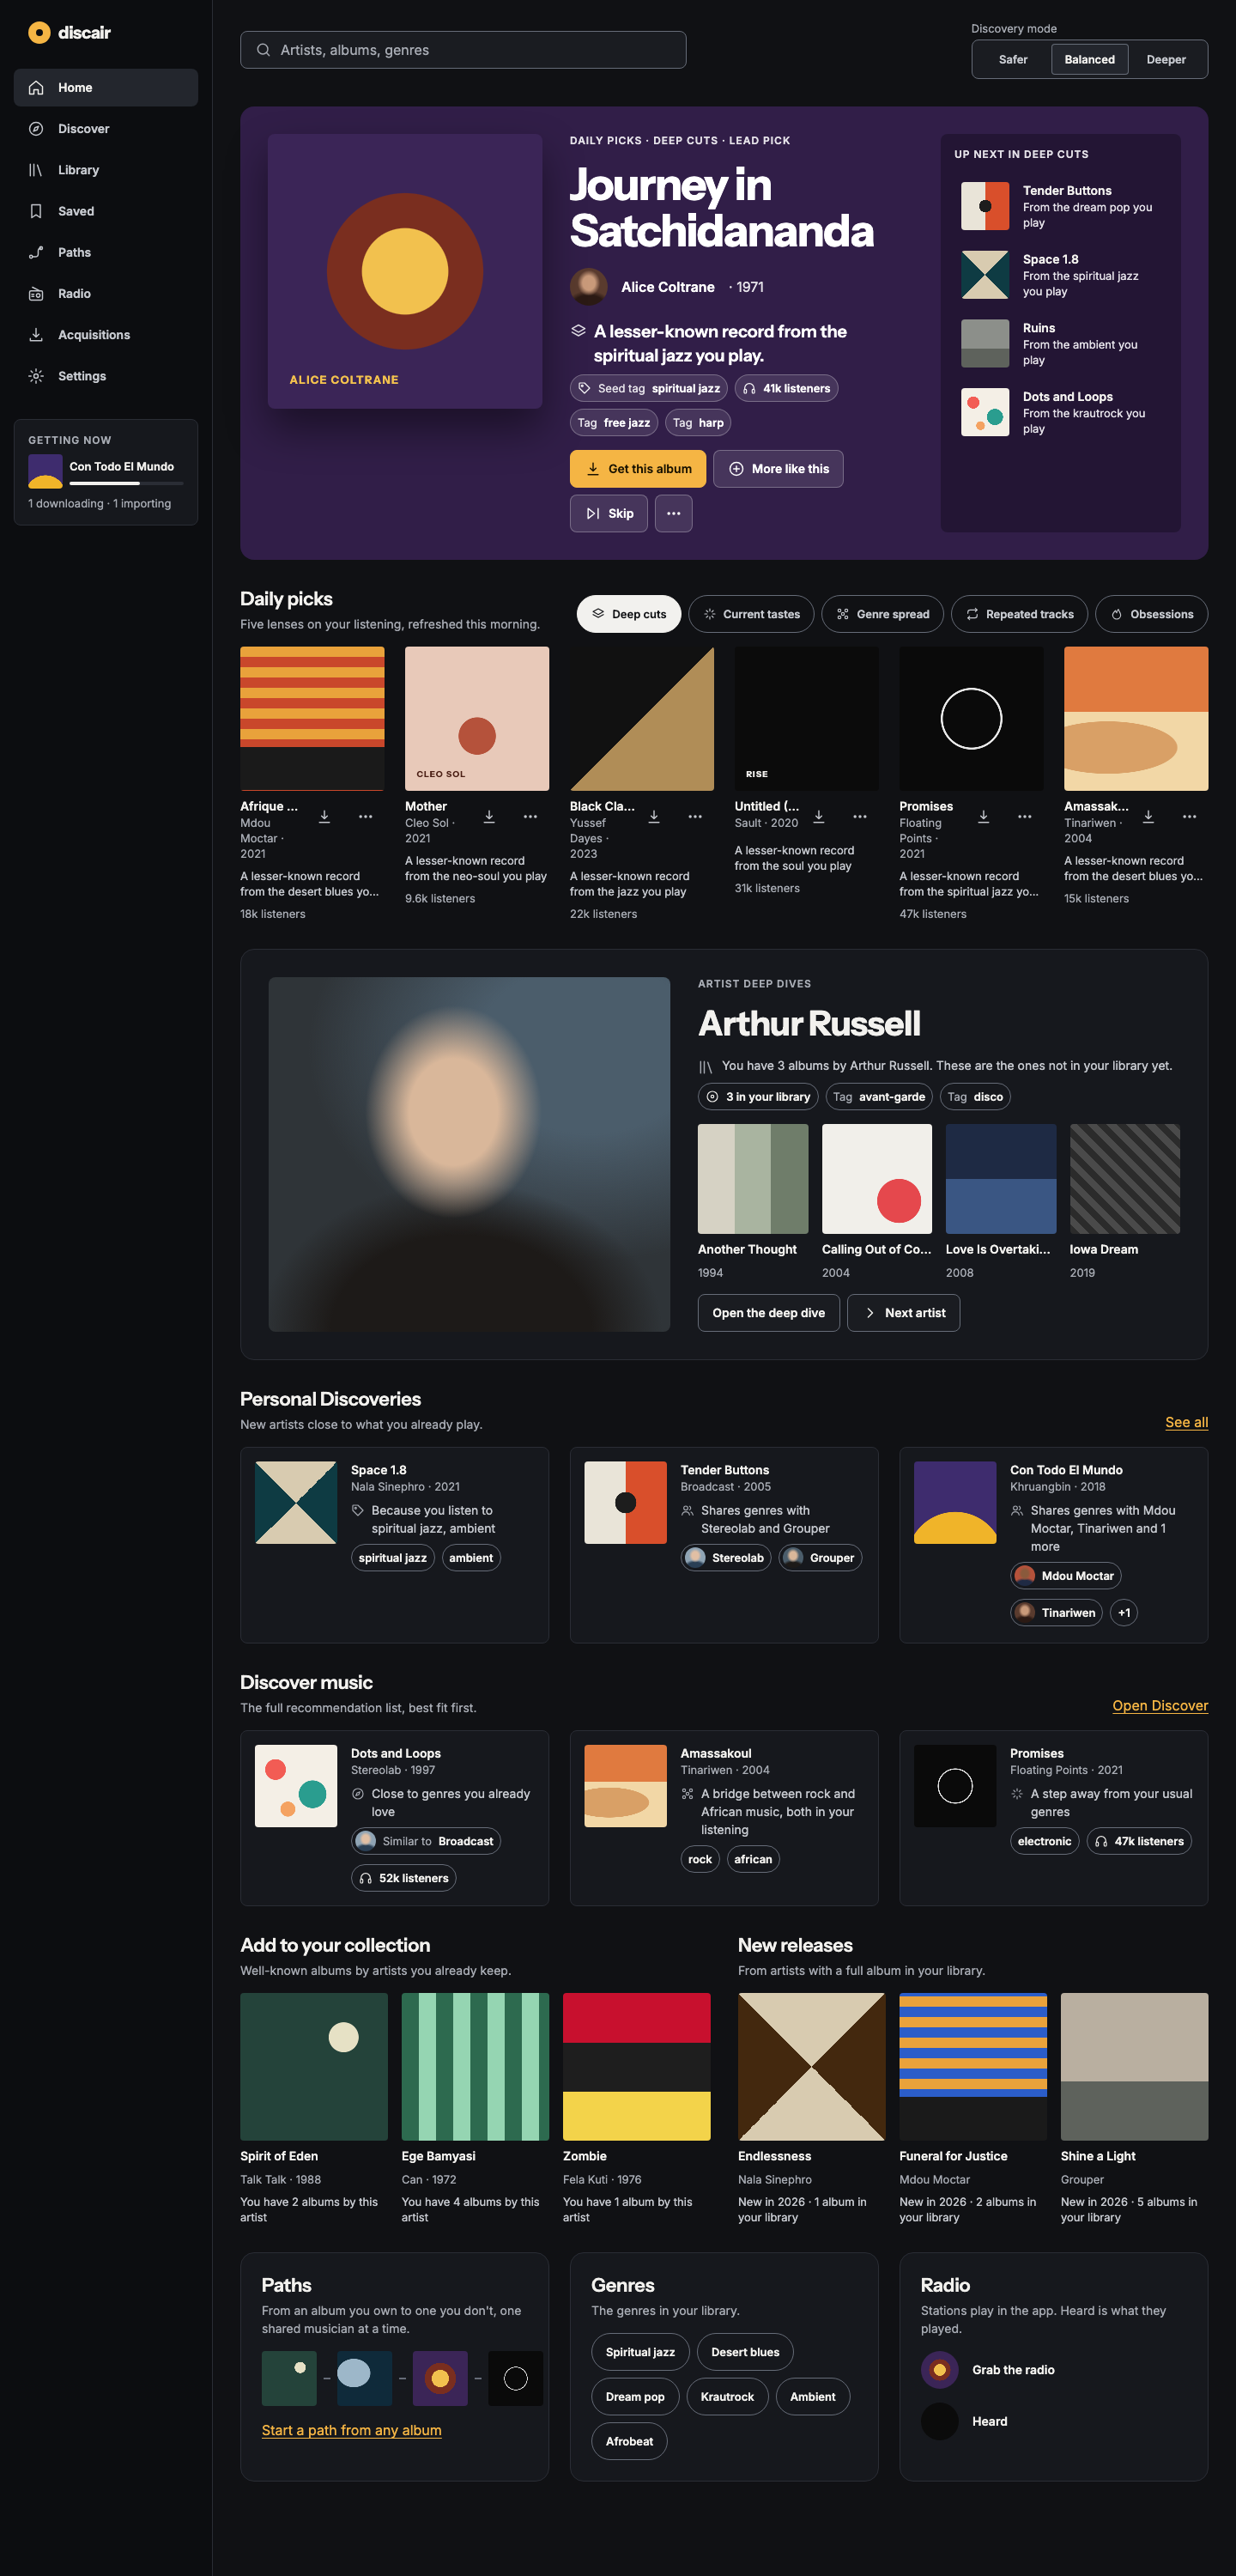 discair
Home
Discover
Library
Saved
Paths
Radio
Acquisitions
Settings
GETTING NOW
Con Todo El Mundo
1 downloading · 1 importing
Artists, albums, genres
Discovery mode
Safer
Balanced
Deeper
ALICE COLTRANE
DAILY PICKS · DEEP CUTS · LEAD PICK
Journey in
Satchidananda
Alice Coltrane · 1971
A lesser-known record from the
spiritual jazz you play.
Seed tag spiritual jazz
41k listeners
Tag free jazz
Tag harp
Get this album
More like this
Skip
UP NEXT IN DEEP CUTS
Tender Buttons
From the dream pop you
play
Space 1.8
From the spiritual jazz
you play
Ruins
From the ambient you
play
Dots and Loops
From the krautrock you
play
Daily picks
Five lenses on your listening, refreshed this morning.
Deep cuts
Current tastes
Genre spread
Repeated tracks
Obsessions
Afrique ...
Mdou
Moctar ·
2021
A lesser-known record
from the desert blues yo...
18k listeners
CLEO SOL
Mother
Cleo Sol ·
2021
A lesser-known record
from the neo-soul you play
9.6k listeners
Black Cla...
Yussef
Dayes ·
2023
A lesser-known record
from the jazz you play
22k listeners
RISE
Untitled (...
Sault · 2020
A lesser-known record
from the soul you play
31k listeners
Promises
Floating
Points ·
2021
A lesser-known record
from the spiritual jazz yo...
47k listeners
Amassak...
Tinariwen ·
2004
A lesser-known record
from the desert blues yo...
15k listeners
ARTIST DEEP DIVES
Arthur Russell
You have 3 albums by Arthur Russell. These are the ones not in your library yet.
3 in your library
Tag avant-garde
Tag disco
Another Thought
1994
Calling Out of Co...
2004
Love Is Overtaki...
2008
Iowa Dream
2019
Open the deep dive
Next artist
Personal Discoveries
New artists close to what you already play.
See all
Space 1.8
Nala Sinephro · 2021
Because you listen to
spiritual jazz, ambient
spiritual jazz
ambient
Tender Buttons
Broadcast · 2005
Shares genres with
Stereolab and Grouper
Stereolab
Grouper
Con Todo El Mundo
Khruangbin · 2018
Shares genres with Mdou
Moctar, Tinariwen and 1
more
Mdou Moctar
Tinariwen
+1
Discover music
The full recommendation list, best fit first.
Open Discover
Dots and Loops
Stereolab · 1997
Close to genres you already
love
Similar to Broadcast
52k listeners
Amassakoul
Tinariwen · 2004
A bridge between rock and
African music, both in your
listening
rock
african
Promises
Floating Points · 2021
A step away from your usual
genres
electronic
47k listeners
Add to your collection
Well-known albums by artists you already keep.
Spirit of Eden
Talk Talk · 1988
You have 2 albums by this
artist
Ege Bamyasi
Can · 1972
You have 4 albums by this
artist
Zombie
Fela Kuti · 1976
You have 1 album by this
artist
New releases
From artists with a full album in your library.
Endlessness
Nala Sinephro
New in 2026 · 1 album in
your library
Funeral for Justice
Mdou Moctar
New in 2026 · 2 albums in
your library
Shine a Light
Grouper
New in 2026 · 5 albums in
your library
Paths
From an album you own to one you don't, one
shared musician at a time.
Start a path from any album
Genres
The genres in your library.
Spiritual jazz
Desert blues
Dream pop
Krautrock
Ambient
Afrobeat
Radio
Stations play in the app. Heard is what they
played.
Grab the radio
Heard